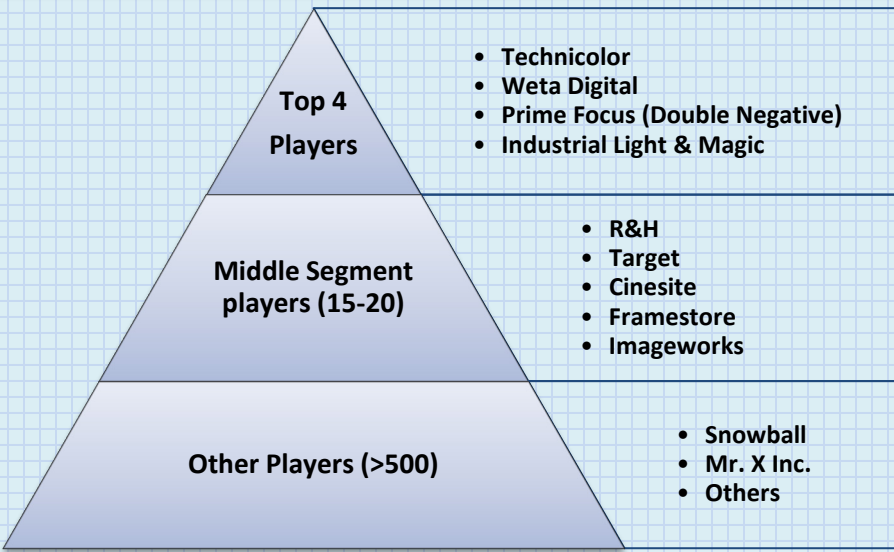 Top 4
Players
• Technicolor
• Weta Digital
• Prime Focus (Double Negative)
• Industrial Light & Magic
Middle Segment
players (15-20)
• R&H
• Target
• Cinesite
• Framestore
• Imageworks
Other Players (>500)
• Snowball
• Mr. X Inc.
• Others